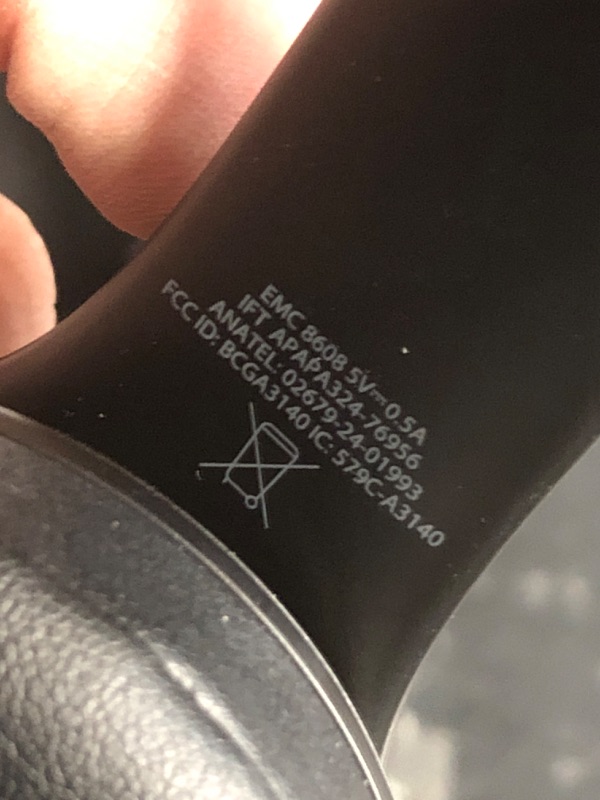 EMC 8608 5V⎓0.5A
IFT APAPA324-76956
ANATEL: 02679-24-01993
FCC ID: BCGA3140 IC: 579C-A3140